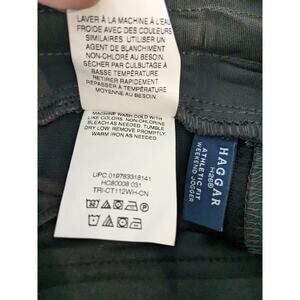 LAVER À LA MACHINE À L'EAU
FROIDE AVEC DES COULEURS
SIMILAIRES. UTILISER UN
AGENT DE BLANCHIMENT
NON-CHLORÉ AU BESOIN.
SÉCHER PAR CULBUTAGE À
BASSE TEMPÉRATURE
RETIRER RAPIDEMENT
REPASSER À TEMPÉRATURE
MOYENNE AU BESOIN
MACHINE WASH COLD WITH
LIKE COLORS. NON-CHLORINE
BLEACH AS NEEDED. TUMBLE
DRY LOW. REMOVE PROMPTLY.
WARM IRON AS NEEDED
UPC 019783318141
HC80008 031
TRI-CT112WH-CN
HAGGAR
ATHLETIC FIT
WEEKEND JOGGER